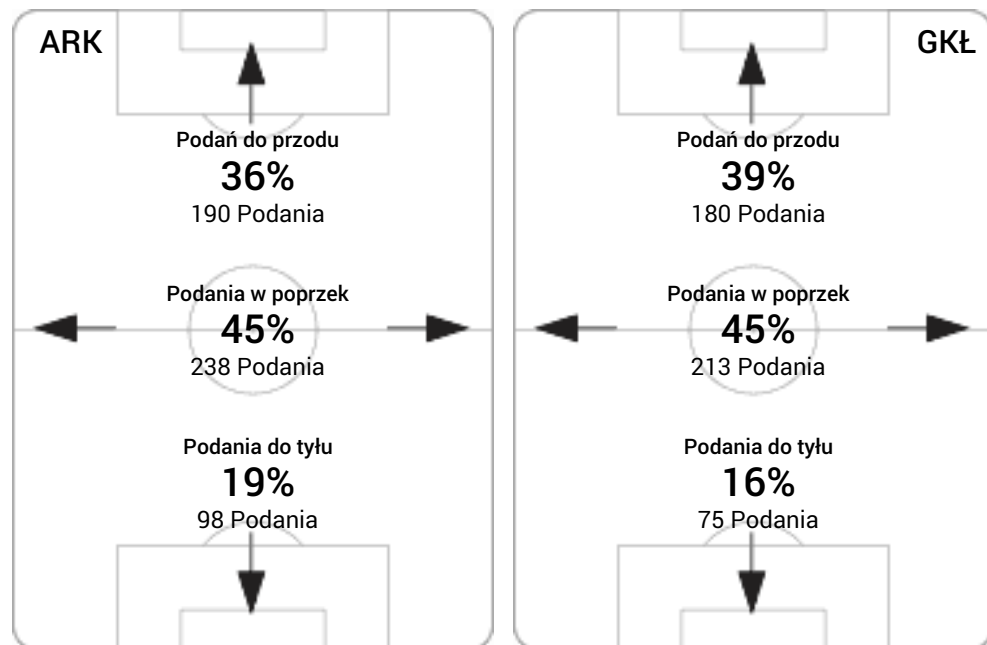 ARK
Podań do przodu
36%
190 Podania
Podania w poprzek
45%
238 Podania
Podania do tyłu
19%
98 Podania
GKŁ
Podań do przodu
39%
180 Podania
Podania w poprzek
45%
213 Podania
Podania do tyłu
16%
75 Podania